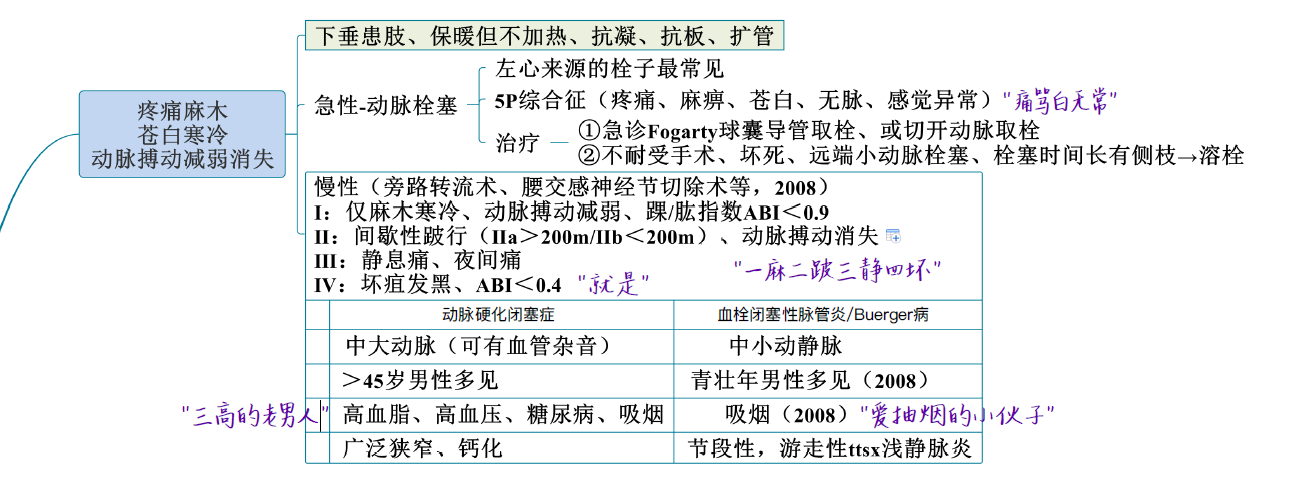 疼痛麻木
苍白寒冷
动脉搏动减弱消失
下垂患肢、保暖但不加热、抗凝、抗板、扩管
急性-动脉栓塞
左心来源的栓子最常见
5P综合征（疼痛、麻痹、苍白、无脉、感觉异常）"痛骂白无常"
治疗
①急诊Fogarty球囊导管取栓、或切开动脉取栓
②不耐受手术、坏死、远端小动脉栓塞、栓塞时间长有侧枝→溶栓
慢性（旁路转流术、腰交感神经节切除术等，2008）
I：仅麻木寒冷、动脉搏动减弱、踝/肱指数ABI＜0.9
II：间歇性跛行（IIa＞200m/IIb＜200m）、动脉搏动消失
III：静息痛、夜间痛
"一麻二跛三静四坏"
IV：坏疽发黑、ABI＜0.4 "就是"
动脉硬化闭塞症 血栓闭塞性脉管炎/Buerger病
中大动脉（可有血管杂音） 中小动静脉
＞45岁男性多见 青壮年男性多见（2008）
"三高的老男人" 高血脂、高血压、糖尿病、吸烟 吸烟（2008）"爱抽烟的小伙子"
广泛狭窄、钙化 节段性，游走性ttsx浅静脉炎